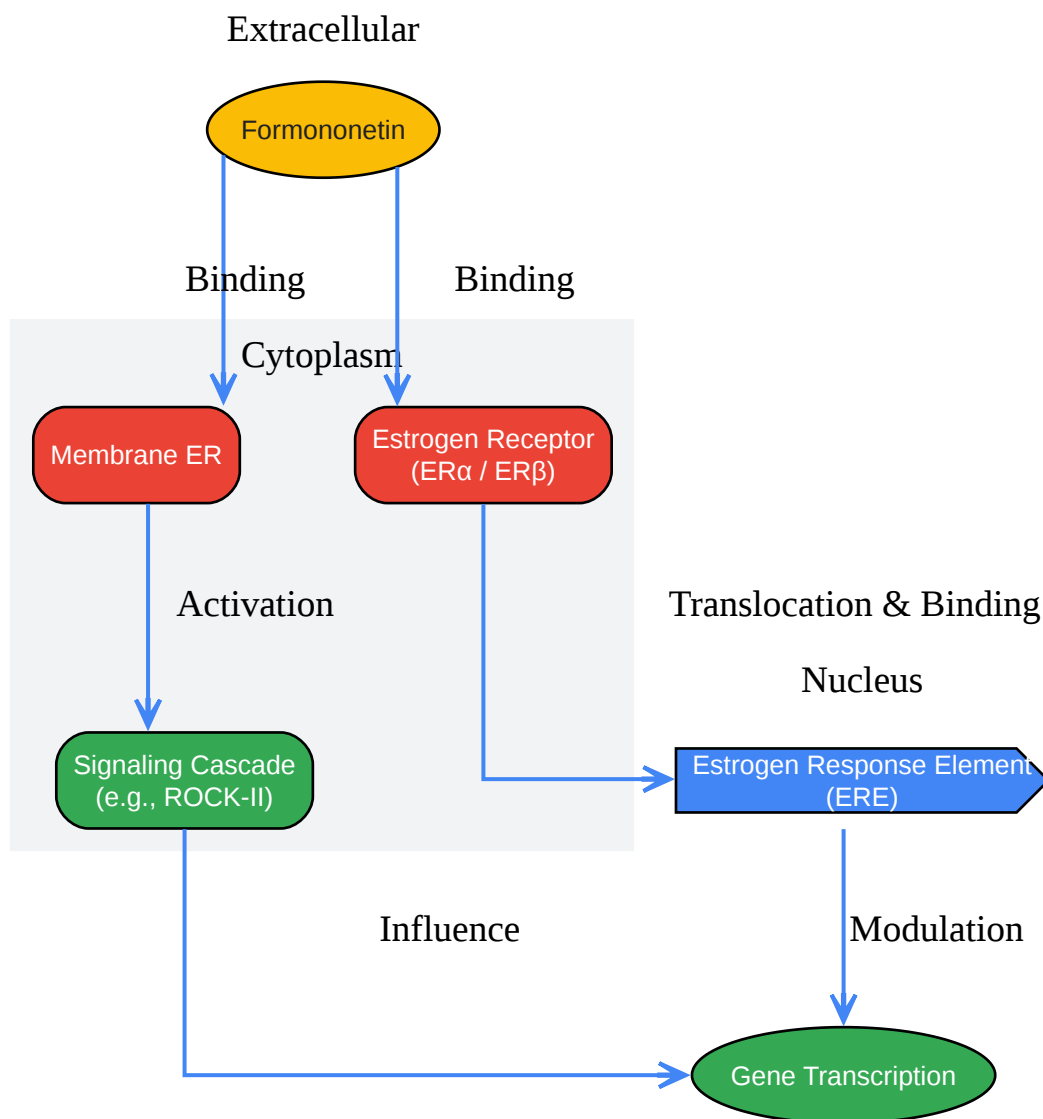 Extracellular
Formononetin
Binding
Binding
Cytoplasm
Membrane ER
Estrogen Receptor
(ERα / ERβ)
Activation
Translocation & Binding
Nucleus
Signaling Cascade
(e.g., ROCK-II)
Estrogen Response Element
(ERE)
Influence
Modulation
Gene Transcription